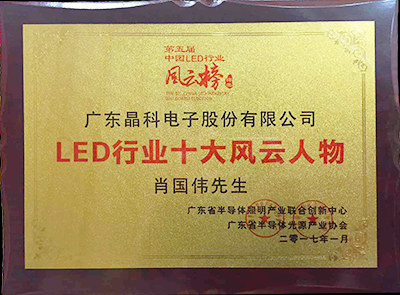 第五届
中国LED行业
风云榜
广东晶科电子股份有限公司
LED行业十大风云人物
肖国伟先生
广东省半导体照明产业联合创新中心
广东省半导体光源产业协会
二零一七年一月